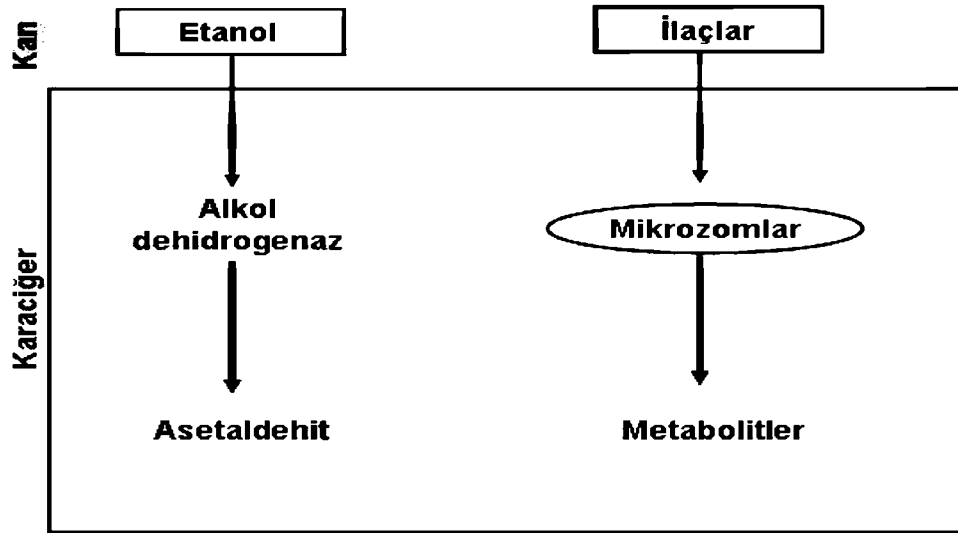 Kan
Etanol
İlaçlar
Karaciğer
Alkol
dehidrogenaz
Mikrozomlar
Asetaldehit
Metabolitler